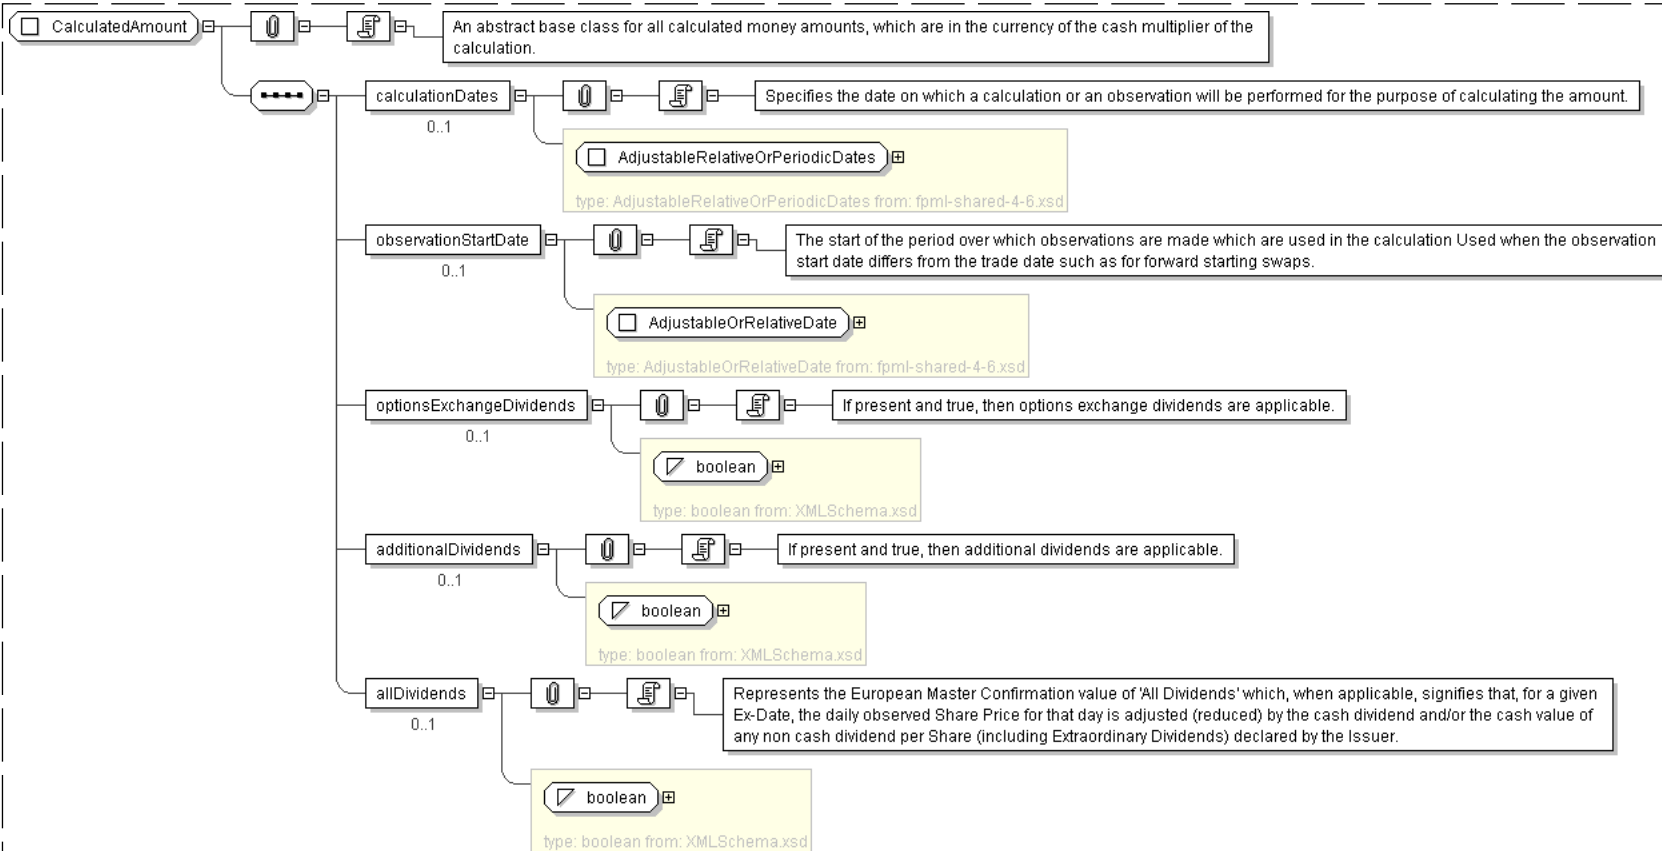 CalculatedAmount
An abstract base class for all calculated money amounts, which are in the currency of the cash multiplier of the
calculation.
calculationDates
Specifies the date on which a calculation or an observation will be performed for the purpose of calculating the amount.
0..1
AdjustableRelativeOrPeriodicDates
type: AdjustableRelativeOrPeriodicDates from: fpml-shared-4-6.xsd
observationStartDate
The start of the period over which observations are made which are used in the calculation Used when the observation
start date differs from the trade date such as for forward starting swaps.
0..1
AdjustableOrRelativeDate
type: AdjustableOrRelativeDate from: fpml-shared-4-6.xsd
optionsExchangeDividends
If present and true, then options exchange dividends are applicable.
0..1
boolean
type: boolean from: XMLSchema.xsd
additionalDividends
If present and true, then additional dividends are applicable.
0..1
boolean
type: boolean from: XMLSchema.xsd
allDividends
Represents the European Master Confirmation value of 'All Dividends' which, when applicable, signifies that, for a given
Ex-Date, the daily observed Share Price for that day is adjusted (reduced) by the cash dividend and/or the cash value of
any non cash dividend per Share (including Extraordinary Dividends) declared by the Issuer.
0..1
boolean
type: boolean from: XMLSchema.xsd